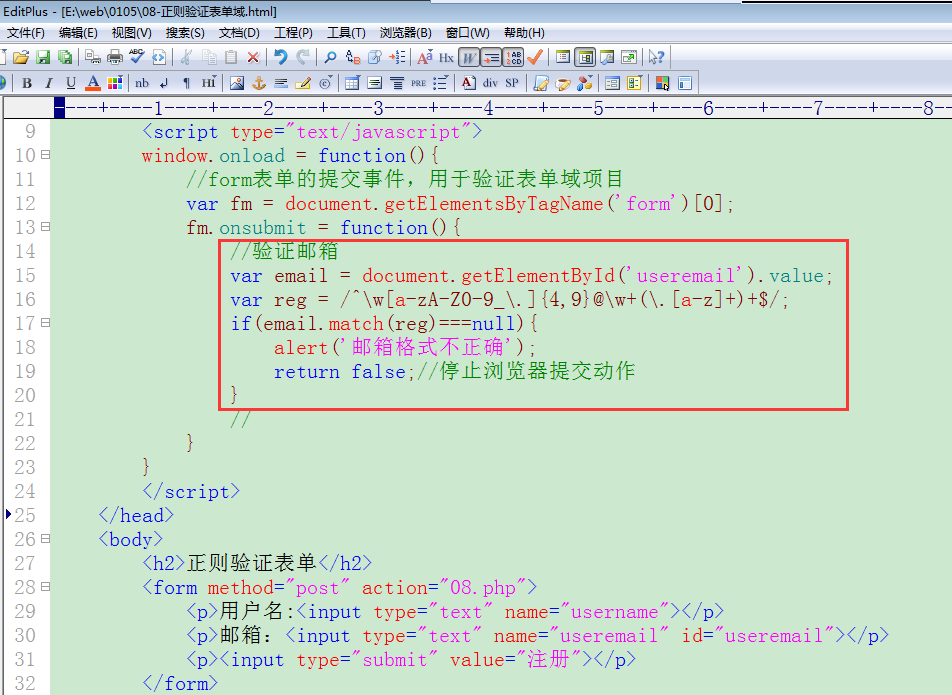 EditPlus - [E:\web\0105\08-正则验证表单域.html]
文件(F) 编辑(E) 视图(V) 搜索(S) 文档(D) 工程(P) 工具(T) 浏览器(B) 窗口(W) 帮助(H)
Hx W
B I U A nb ¶ HI PRE A div SP
----+----1----+----2----+----3----+----4----+----5----+----6----+----7----+----8--
9 <script type="text/javascript">
10 window.onload = function(){
11 //form表单的提交事件，用于验证表单域项目
12 var fm = document.getElementsByTagName('form')[0];
13 fm.onsubmit = function(){
14 //验证邮箱
15 var email = document.getElementById('useremail').value;
16 var reg = /^\w[a-zA-Z0-9_\.]{4,9}@\w+(\.[a-z]+)+$/;
17 if(email.match(reg)===null){
18 alert('邮箱格式不正确');
19 return false;//停止浏览器提交动作
20 }
21 //
22 }
23 }
24 </script>
25 </head>
26 <body>
27 <h2>正则验证表单</h2>
28 <form method="post" action="08.php">
29 <p>用户名:<input type="text" name="username"></p>
30 <p>邮箱：<input type="text" name="useremail" id="useremail"></p>
31 <p><input type="submit" value="注册"></p>
32 </form>